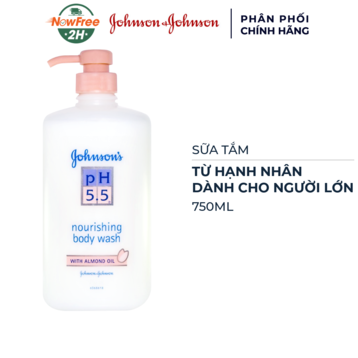 NowFree
2H
Johnson & Johnson
PHÂN PHỐI
CHÍNH HÃNG
Johnson's
pH
5.5
nourishing
body wash
WITH ALMOND OIL
Johnson & Johnson
SỮA TẮM
TỪ HẠNH NHÂN
DÀNH CHO NGƯỜI LỚN
750ML